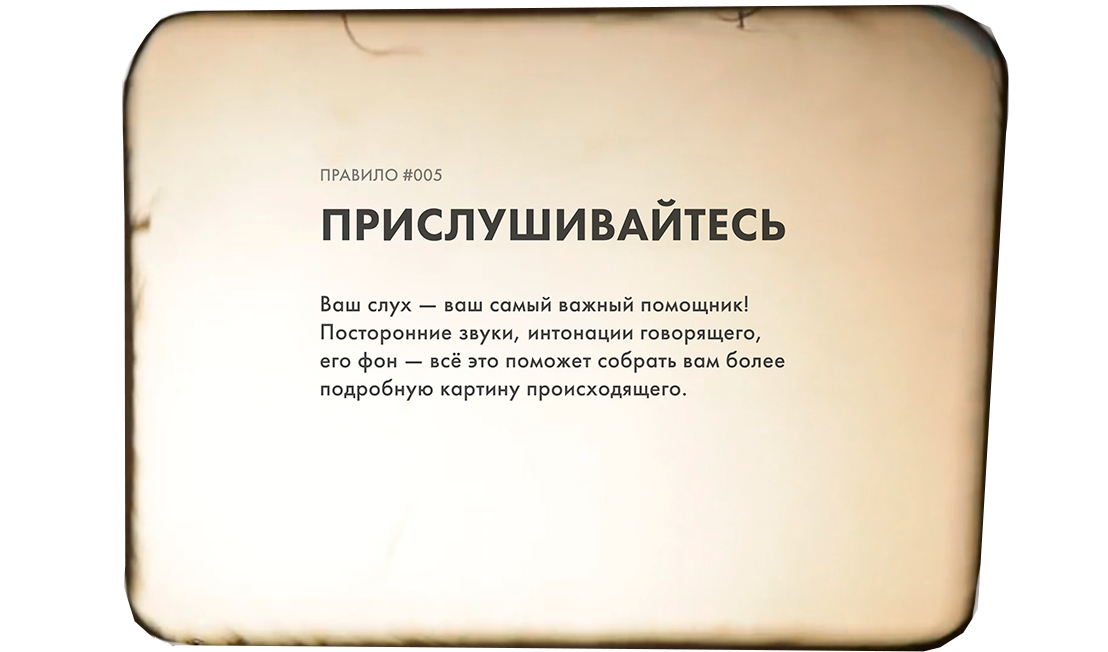 ПРАВИЛО #005
ПРИСЛУШИВАЙТЕСЬ
Ваш слух — ваш самый важный помощник!
Посторонние звуки, интонации говорящего,
его фон — всё это поможет собрать вам более
подробную картину происходящего.